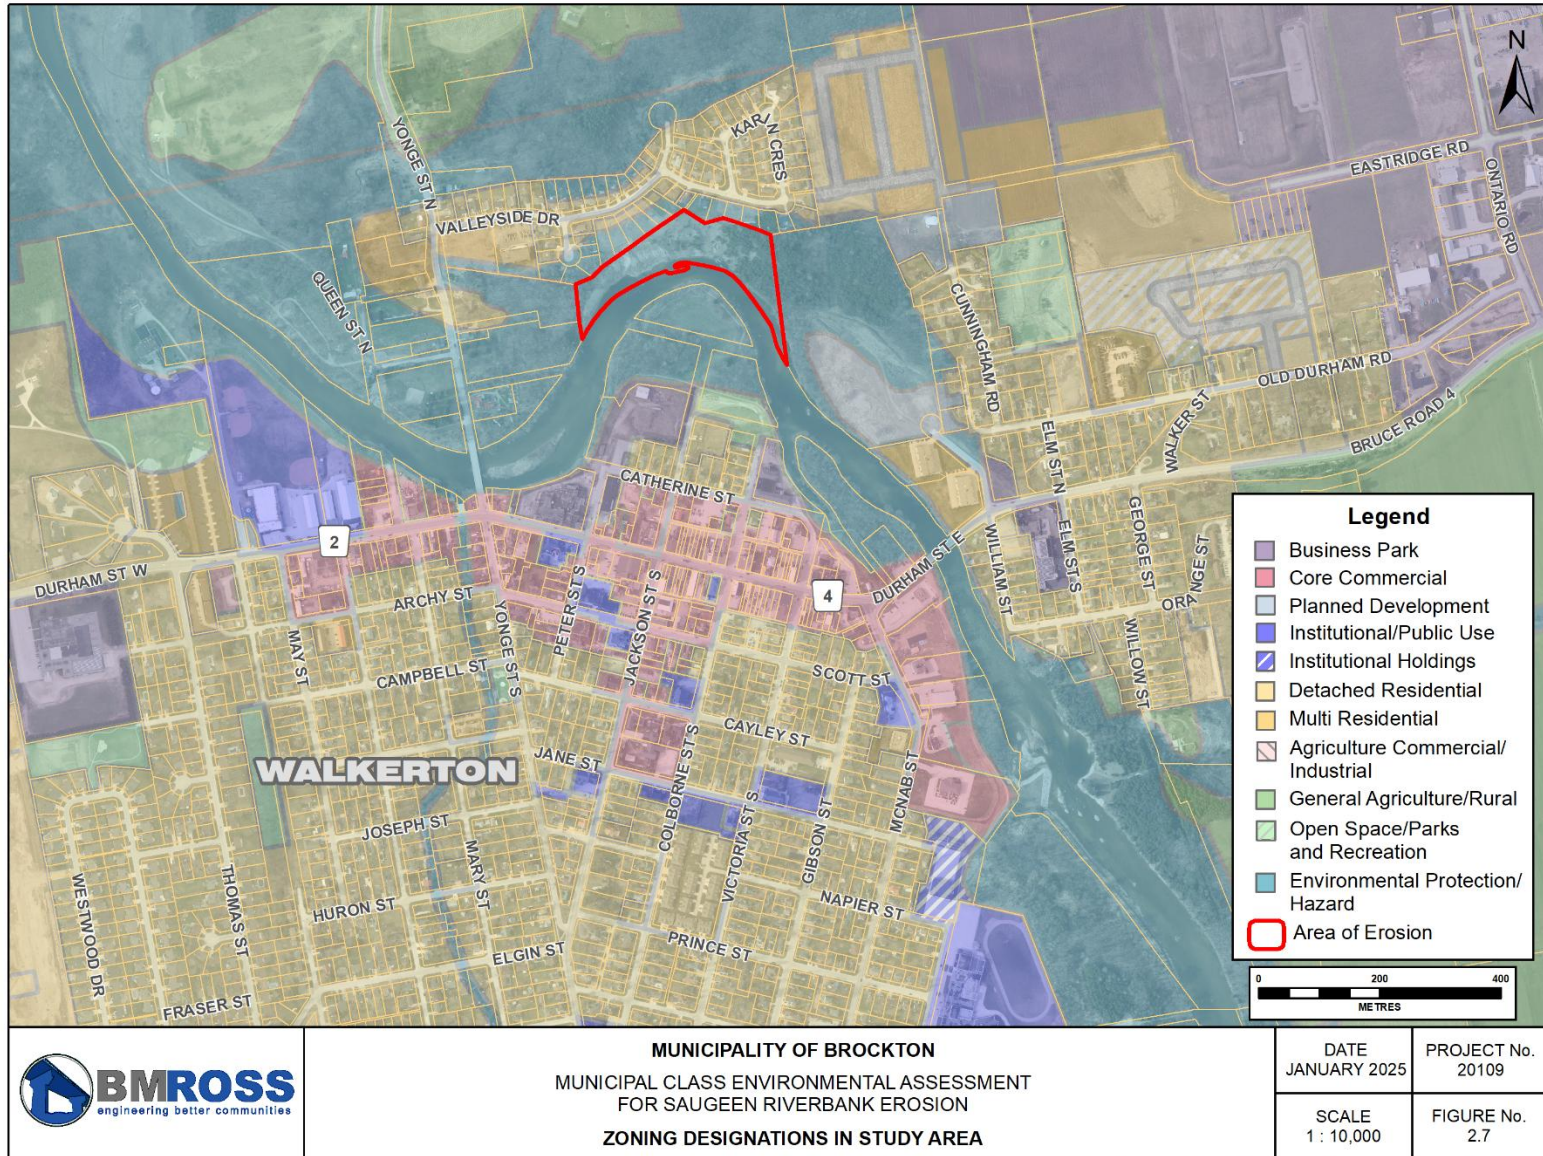 N
KARIN CRES
YONGE ST N
VALLEYSIDE DR
EASTRIDGE RD
ONTARIO RD
QUEEN ST N
CUNNINGHAM RD
OLD DURHAM RD
WALKER ST
BRUCE ROAD 4
ELM ST N
CATHERINE ST
2
DURHAM ST W
4
DURHAM ST E
WILLIAM ST
ELM ST S
GEORGE ST
ORANGE ST
WILLOW ST
ARCHY ST
MAY ST
CAMPBELL ST
YONGE ST S
PETER ST S
JACKSON ST S
SCOTT ST
CAYLEY ST
JANE ST
COLBORNE ST S
VICTORIA ST S
GIBSON ST
MCNAB ST
WALKERTON
JOSEPH ST
MARY ST
HURON ST
THOMAS ST
WESTWOOD DR
ELGIN ST
FRASER ST
NAPIER ST
PRINCE ST
Legend
Business Park
Core Commercial
Planned Development
Institutional/Public Use
Institutional Holdings
Detached Residential
Multi Residential
Agriculture Commercial/
Industrial
General Agriculture/Rural
Open Space/Parks
and Recreation
Environmental Protection/
Hazard
Area of Erosion
0 200 400
METRES
BMROSS
engineering better communities
MUNICIPALITY OF BROCKTON
MUNICIPAL CLASS ENVIRONMENTAL ASSESSMENT
FOR SAUGEEN RIVERBANK EROSION
ZONING DESIGNATIONS IN STUDY AREA
DATE
JANUARY 2025
PROJECT No.
20109
SCALE
1 : 10,000
FIGURE No.
2.7